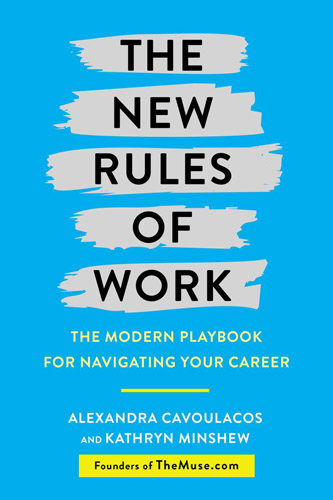 THE
NEW
RULES
OF
WORK
THE MODERN PLAYBOOK
FOR NAVIGATING YOUR CAREER
ALEXANDRA CAVOULACOS
AND KATHRYN MINSHEW
Founders of TheMuse.com